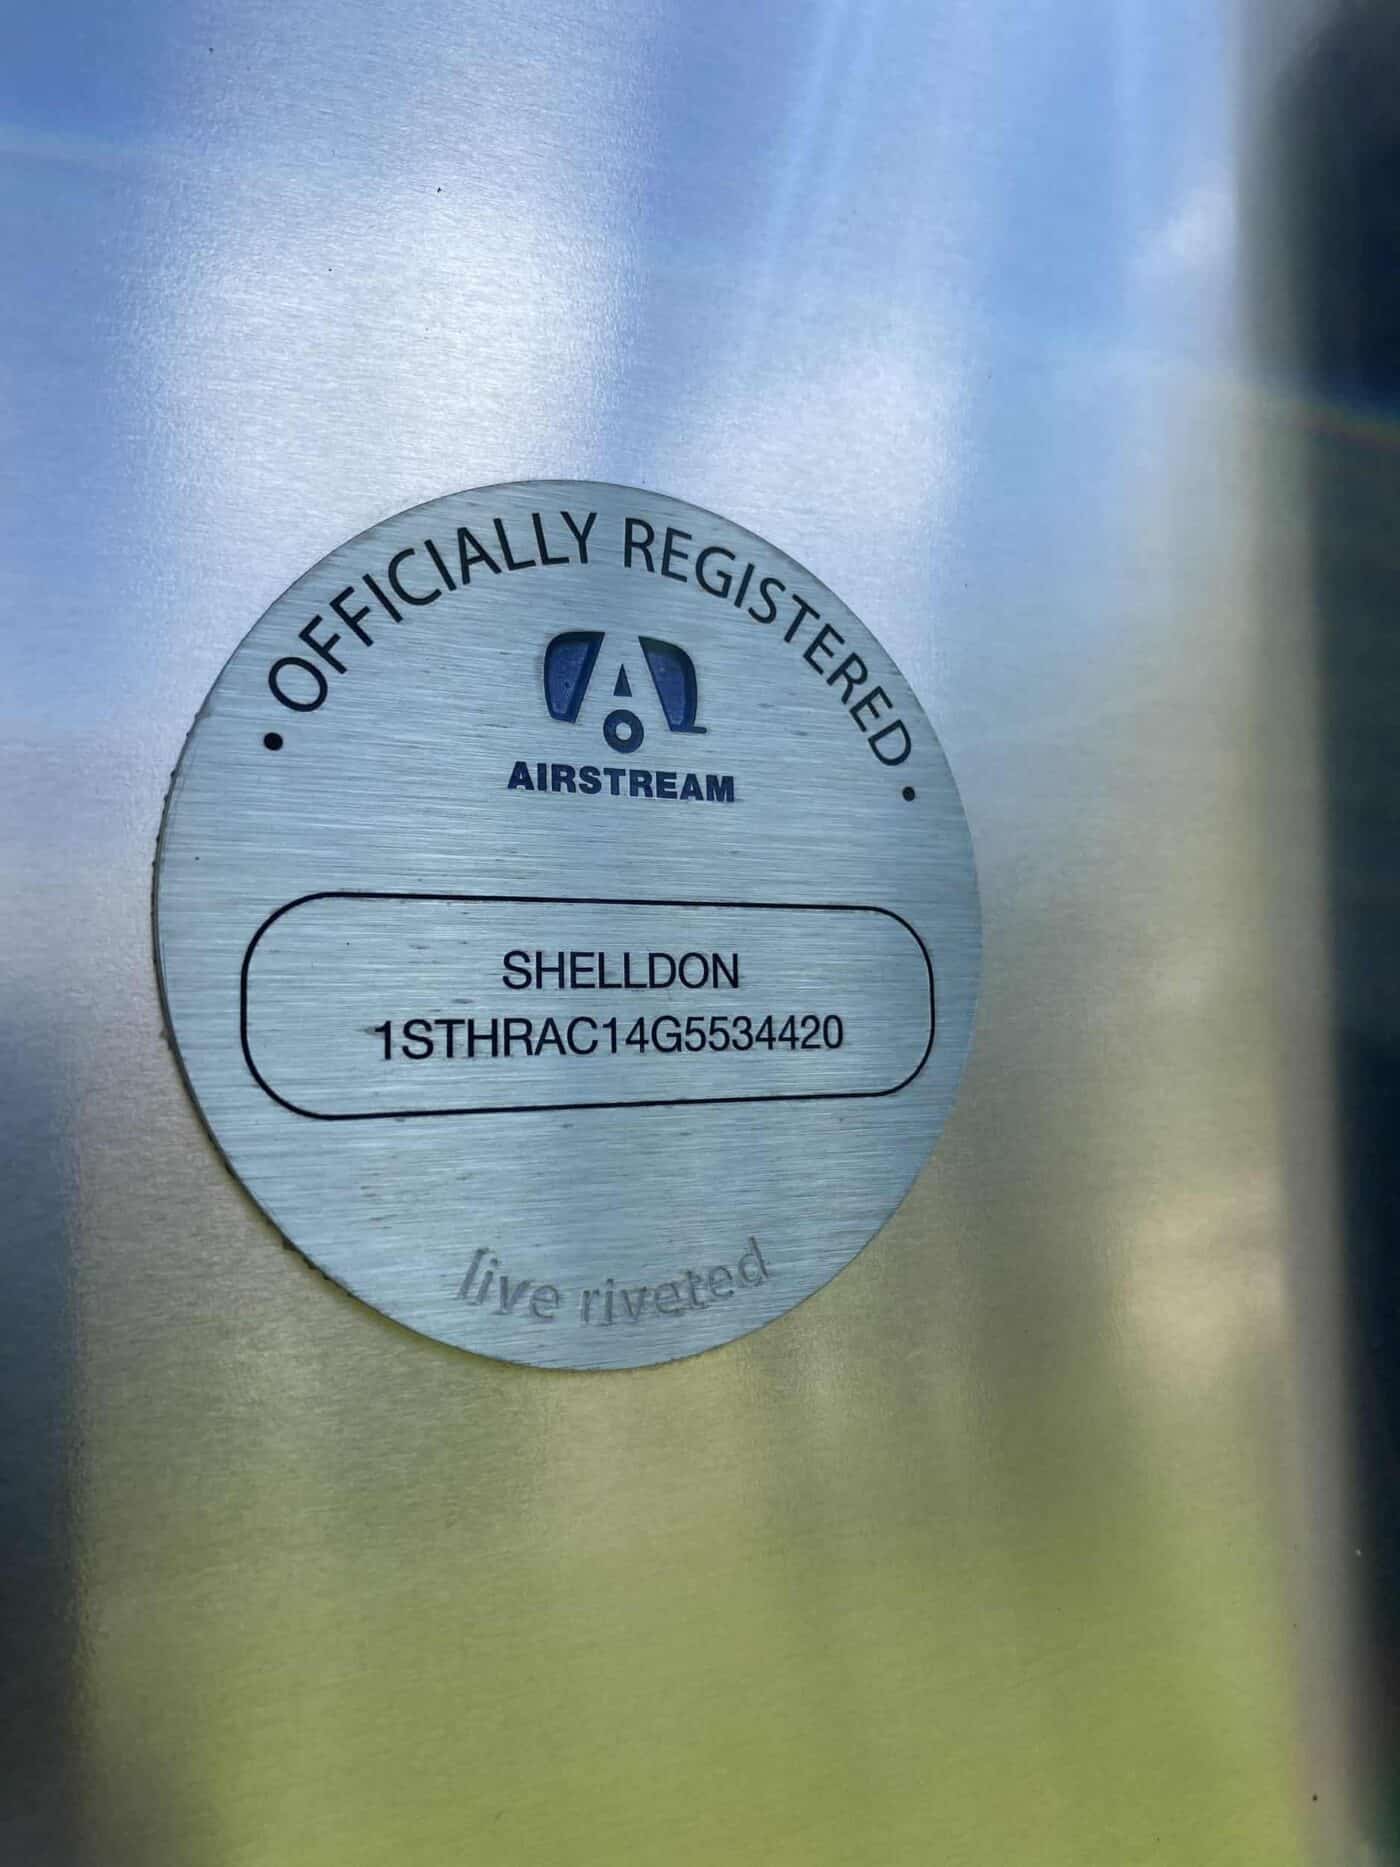 • OFFICIALLY REGISTERED •
AIRSTREAM
SHELLDON
1STHRAC14G5534420
live riveted